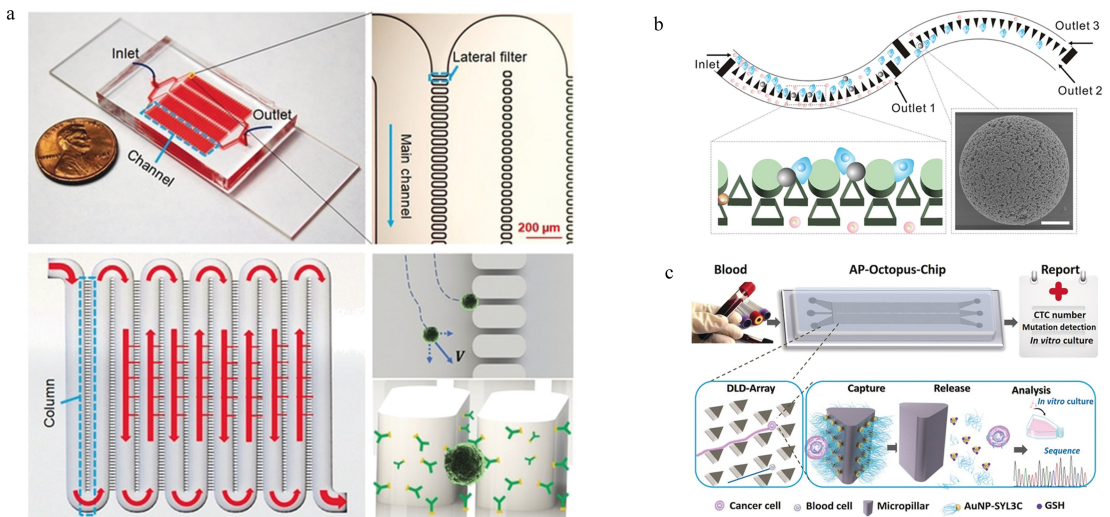 a
Inlet
Outlet
Channel
Lateral filter
Main channel
200 μm
Column
V
b
Inlet
Outlet 3
Outlet 2
Outlet 1
c
Blood
AP-Octopus-Chip
Report
CTC number
Mutation detection
In vitro culture
DLD-Array
Capture
Release
Analysis
In vitro culture
Sequence
Cancer cell
Blood cell
Micropillar
AuNP-SYL3C
GSH